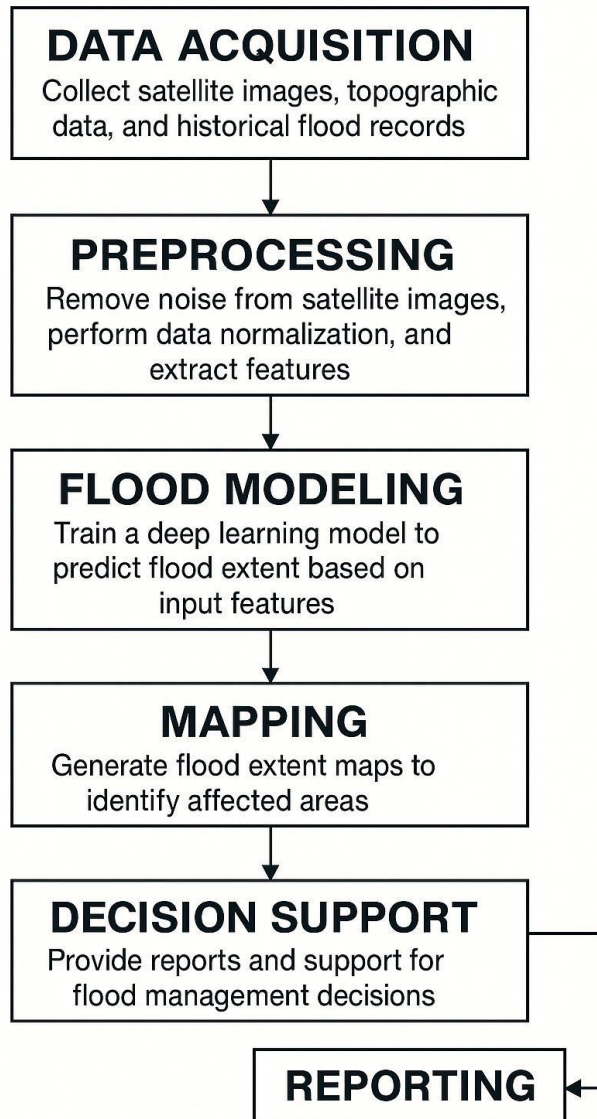 DATA ACQUISITION
Collect satellite images, topographic
data, and historical flood records
PREPROCESSING
Remove noise from satellite images,
perform data normalization, and
extract features
FLOOD MODELING
Train a deep learning model to
predict flood extent based on
input features
MAPPING
Generate flood extent maps to
identify affected areas
DECISION SUPPORT
Provide reports and support for
flood management decisions
REPORTING